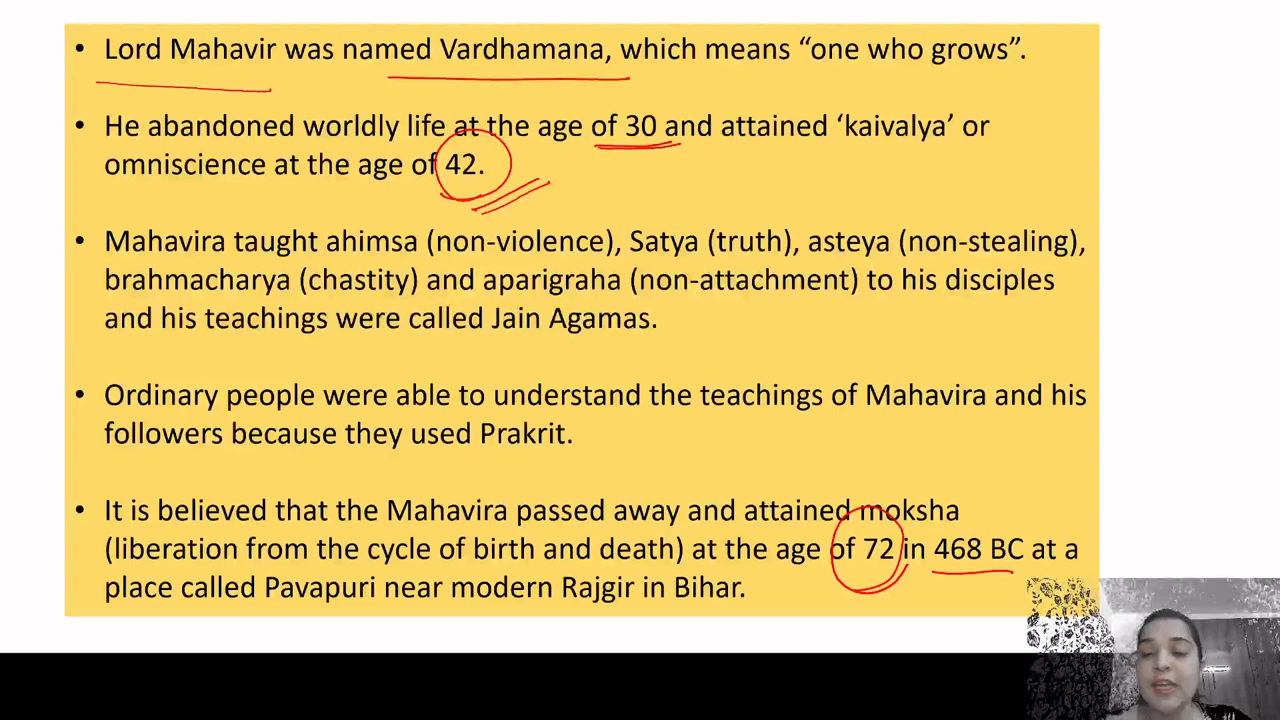 • Lord Mahavir was named Vardhamana, which means “one who grows”.
• He abandoned worldly life at the age of 30 and attained ‘kaivalya’ or
omniscience at the age of 42.
• Mahavira taught ahimsa (non-violence), Satya (truth), asteya (non-stealing),
brahmacharya (chastity) and aparigraha (non-attachment) to his disciples
and his teachings were called Jain Agamas.
• Ordinary people were able to understand the teachings of Mahavira and his
followers because they used Prakrit.
• It is believed that the Mahavira passed away and attained moksha
(liberation from the cycle of birth and death) at the age of 72 in 468 BC at a
place called Pavapuri near modern Rajgir in Bihar.